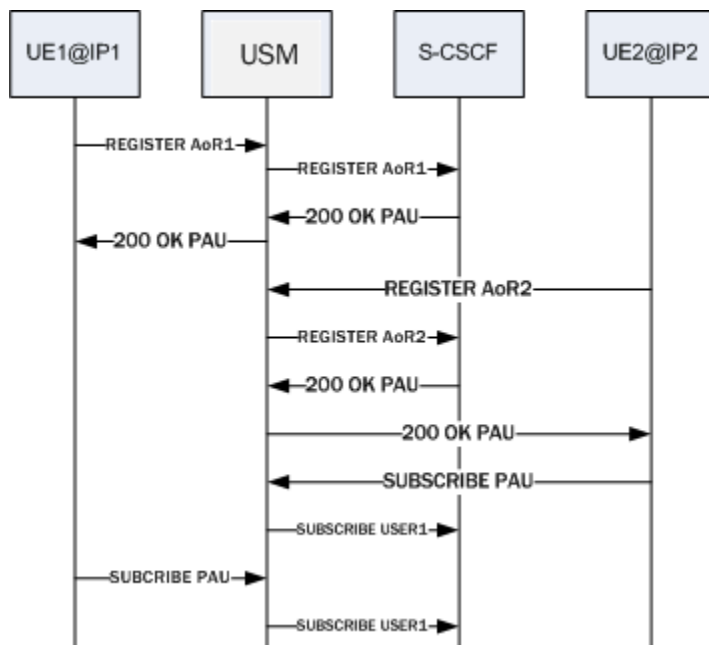 UE1@IP1
USM
S-CSCF
UE2@IP2
REGISTER AoR1
REGISTER AoR1
200 OK PAU
200 OK PAU
REGISTER AoR2
REGISTER AoR2
200 OK PAU
200 OK PAU
SUBSCRIBE PAU
SUBSCRIBE USER1
SUBCRIBE PAU
SUBSCRIBE USER1